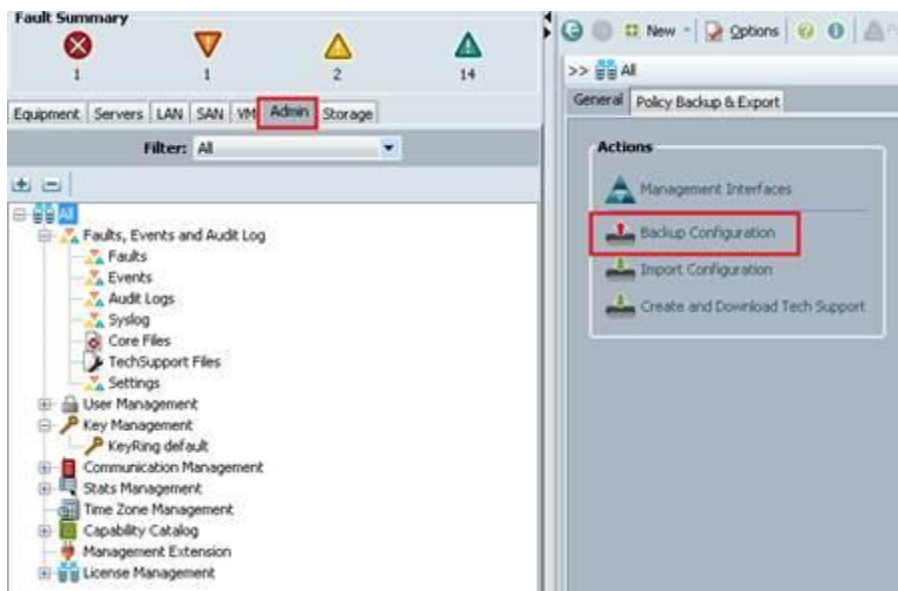 Fault Summary
1
1
2
14
Equipment
Servers
LAN
SAN
VM
Admin
Storage
Filter: All
All
Faults, Events and Audit Log
Faults
Events
Audit Logs
Syslog
Core Files
TechSupport Files
Settings
User Management
Key Management
KeyRing default
Communication Management
Stats Management
Time Zone Management
Capability Catalog
Management Extension
License Management
New
Options
>> All
General
Policy Backup & Export
Actions
Management Interfaces
Backup Configuration
Import Configuration
Create and Download Tech Support